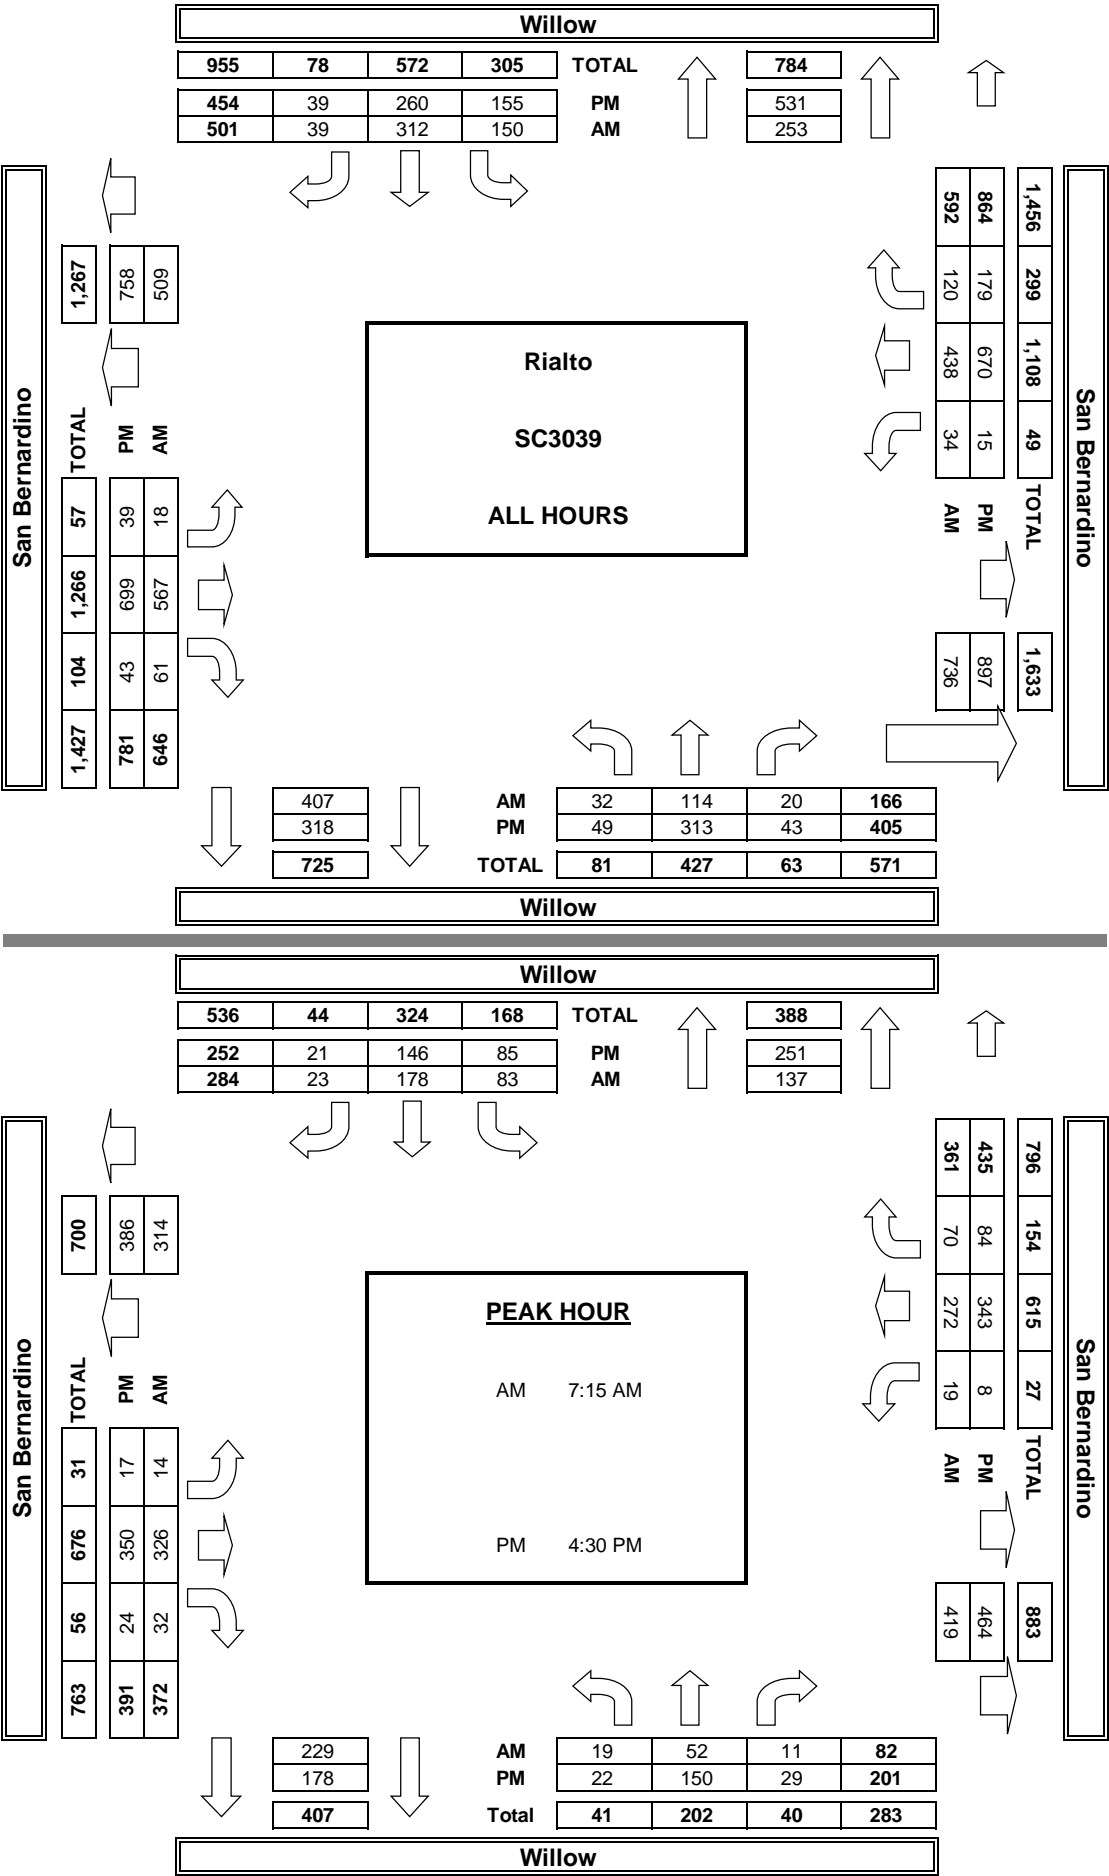 Willow
955 78 572 305 TOTAL 784
454 39 260 155 PM 531
501 39 312 150 AM 253
San Bernardino
1,267 758 509
TOTAL PM AM
57 39 18
1,266 699 567
104 43 61
1,427 781 646
Rialto
SC3039
ALL HOURS
592 864 1,456
120 179 299
438 670 1,108
34 15 49
AM PM TOTAL
736 897 1,633
San Bernardino
407 AM 32 114 20 166
318 PM 49 313 43 405
725 TOTAL 81 427 63 571
Willow
Willow
536 44 324 168 TOTAL 388
252 21 146 85 PM 251
284 23 178 83 AM 137
San Bernardino
700 386 314
TOTAL PM AM
31 17 14
676 350 326
56 24 32
763 391 372
PEAK HOUR
AM 7:15 AM
PM 4:30 PM
361 435 796
70 84 154
272 343 615
19 8 27
AM PM TOTAL
419 464 883
San Bernardino
229 AM 19 52 11 82
178 PM 22 150 29 201
407 Total 41 202 40 283
Willow